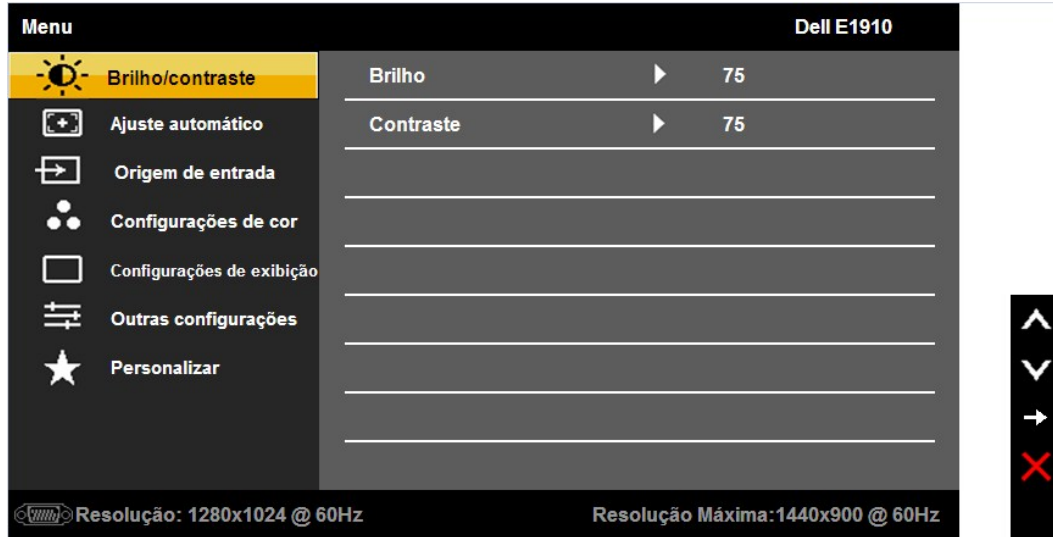 Menu Dell E1910
Brilho/contraste Brilho 75
Ajuste automático Contraste 75
Origem de entrada
Configurações de cor
Configurações de exibição
Outras configurações
Personalizar
Resolução: 1280x1024 @ 60Hz Resolução Máxima:1440x900 @ 60Hz